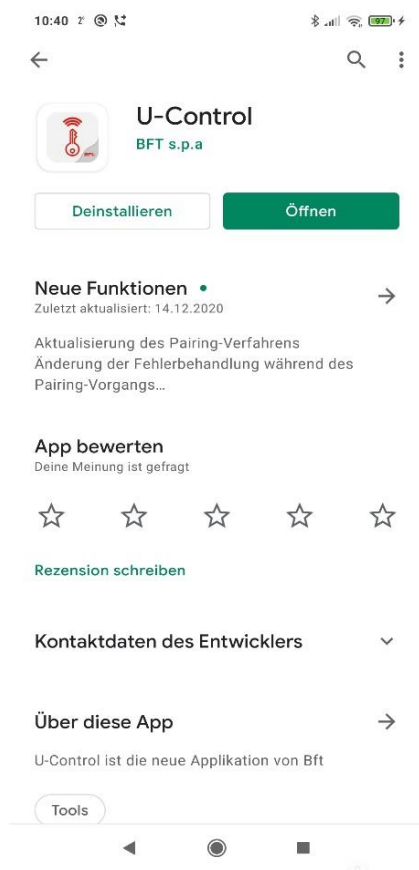 10:40
97
U-Control
BFT s.p.a
Deinstallieren
Öffnen
Neue Funktionen
Zuletzt aktualisiert: 14.12.2020
Aktualisierung des Pairing-Verfahrens
Änderung der Fehlerbehandlung während des
Pairing-Vorgangs...
App bewerten
Deine Meinung ist gefragt
Rezension schreiben
Kontaktdaten des Entwicklers
Über diese App
U-Control ist die neue Applikation von Bft
Tools